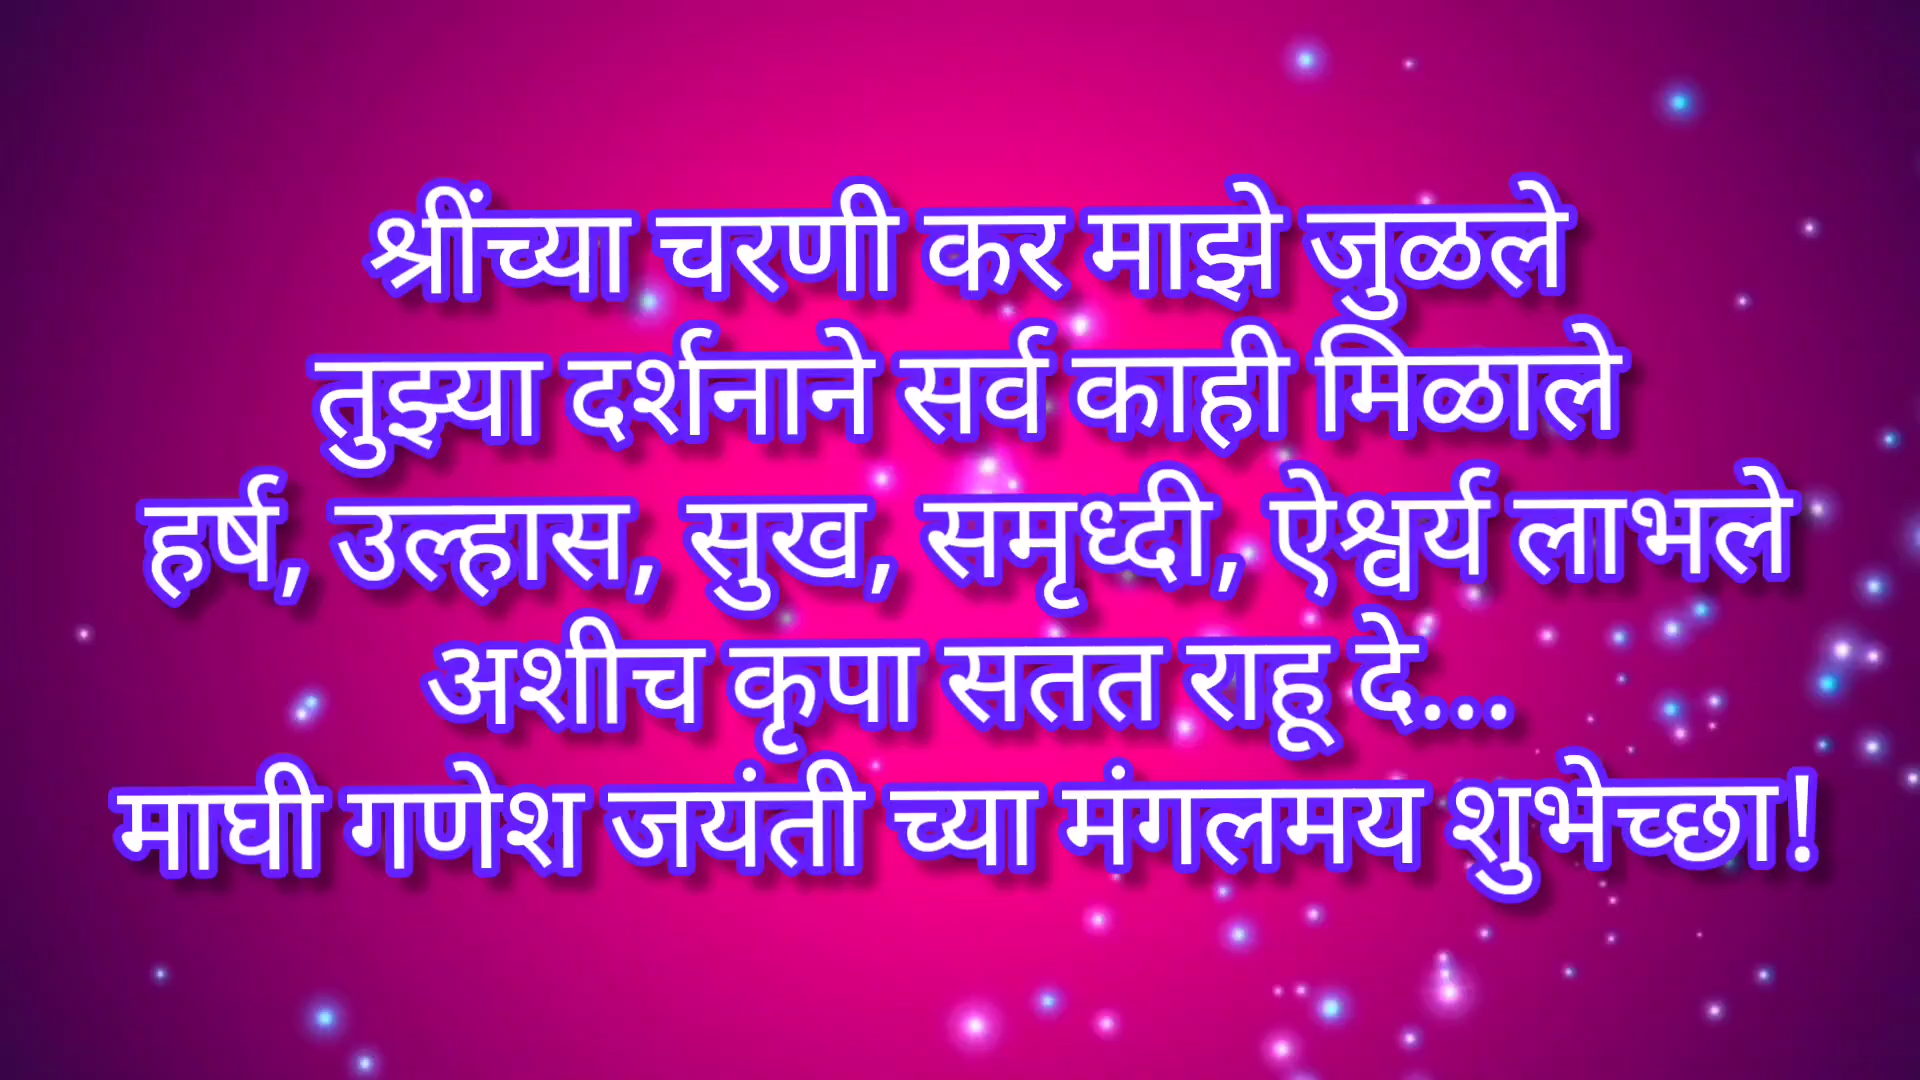 श्रींच्या चरणी कर माझे जुळले
तुझ्या दर्शनाने सर्व काही मिळाले
हर्ष, उल्हास, सुख, समृध्दी, ऐश्वर्य लाभले
अशीच कृपा सतत राहू दे...
माघी गणेश जयंती च्या मंगलमय शुभेच्छा!